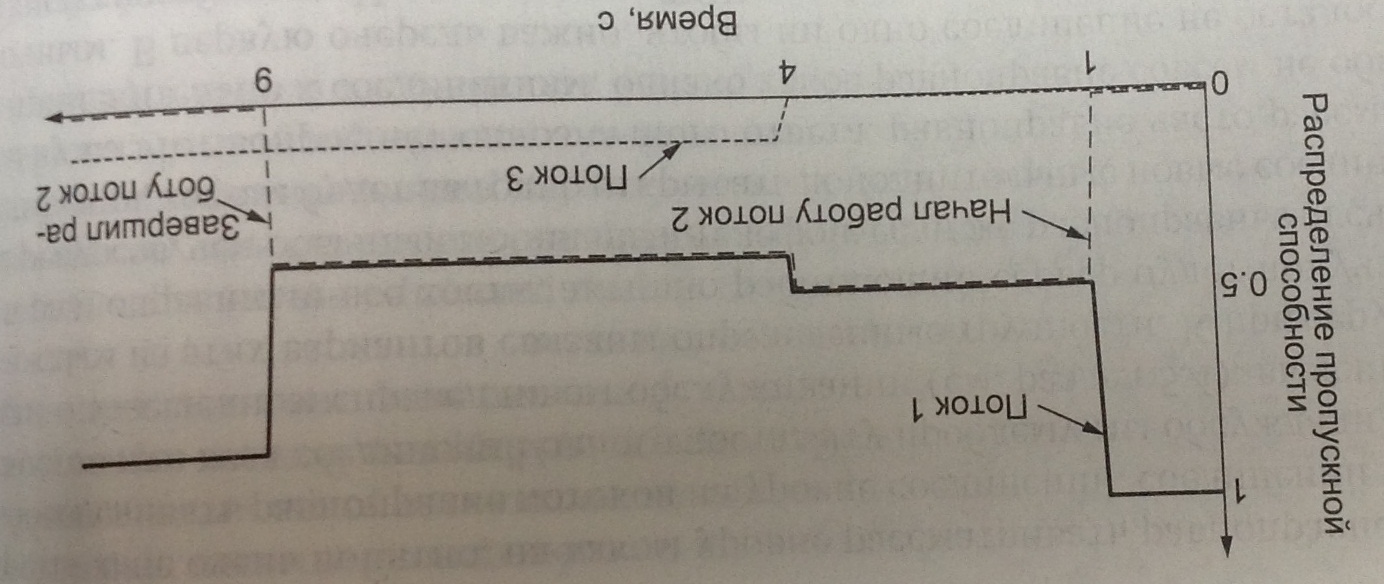 Распределение пропускной
способности
1
0.5
0
Поток 1
Начал работу поток 2
Завершил ра-
боту поток 2
Поток 3
1
4
9
Время, с